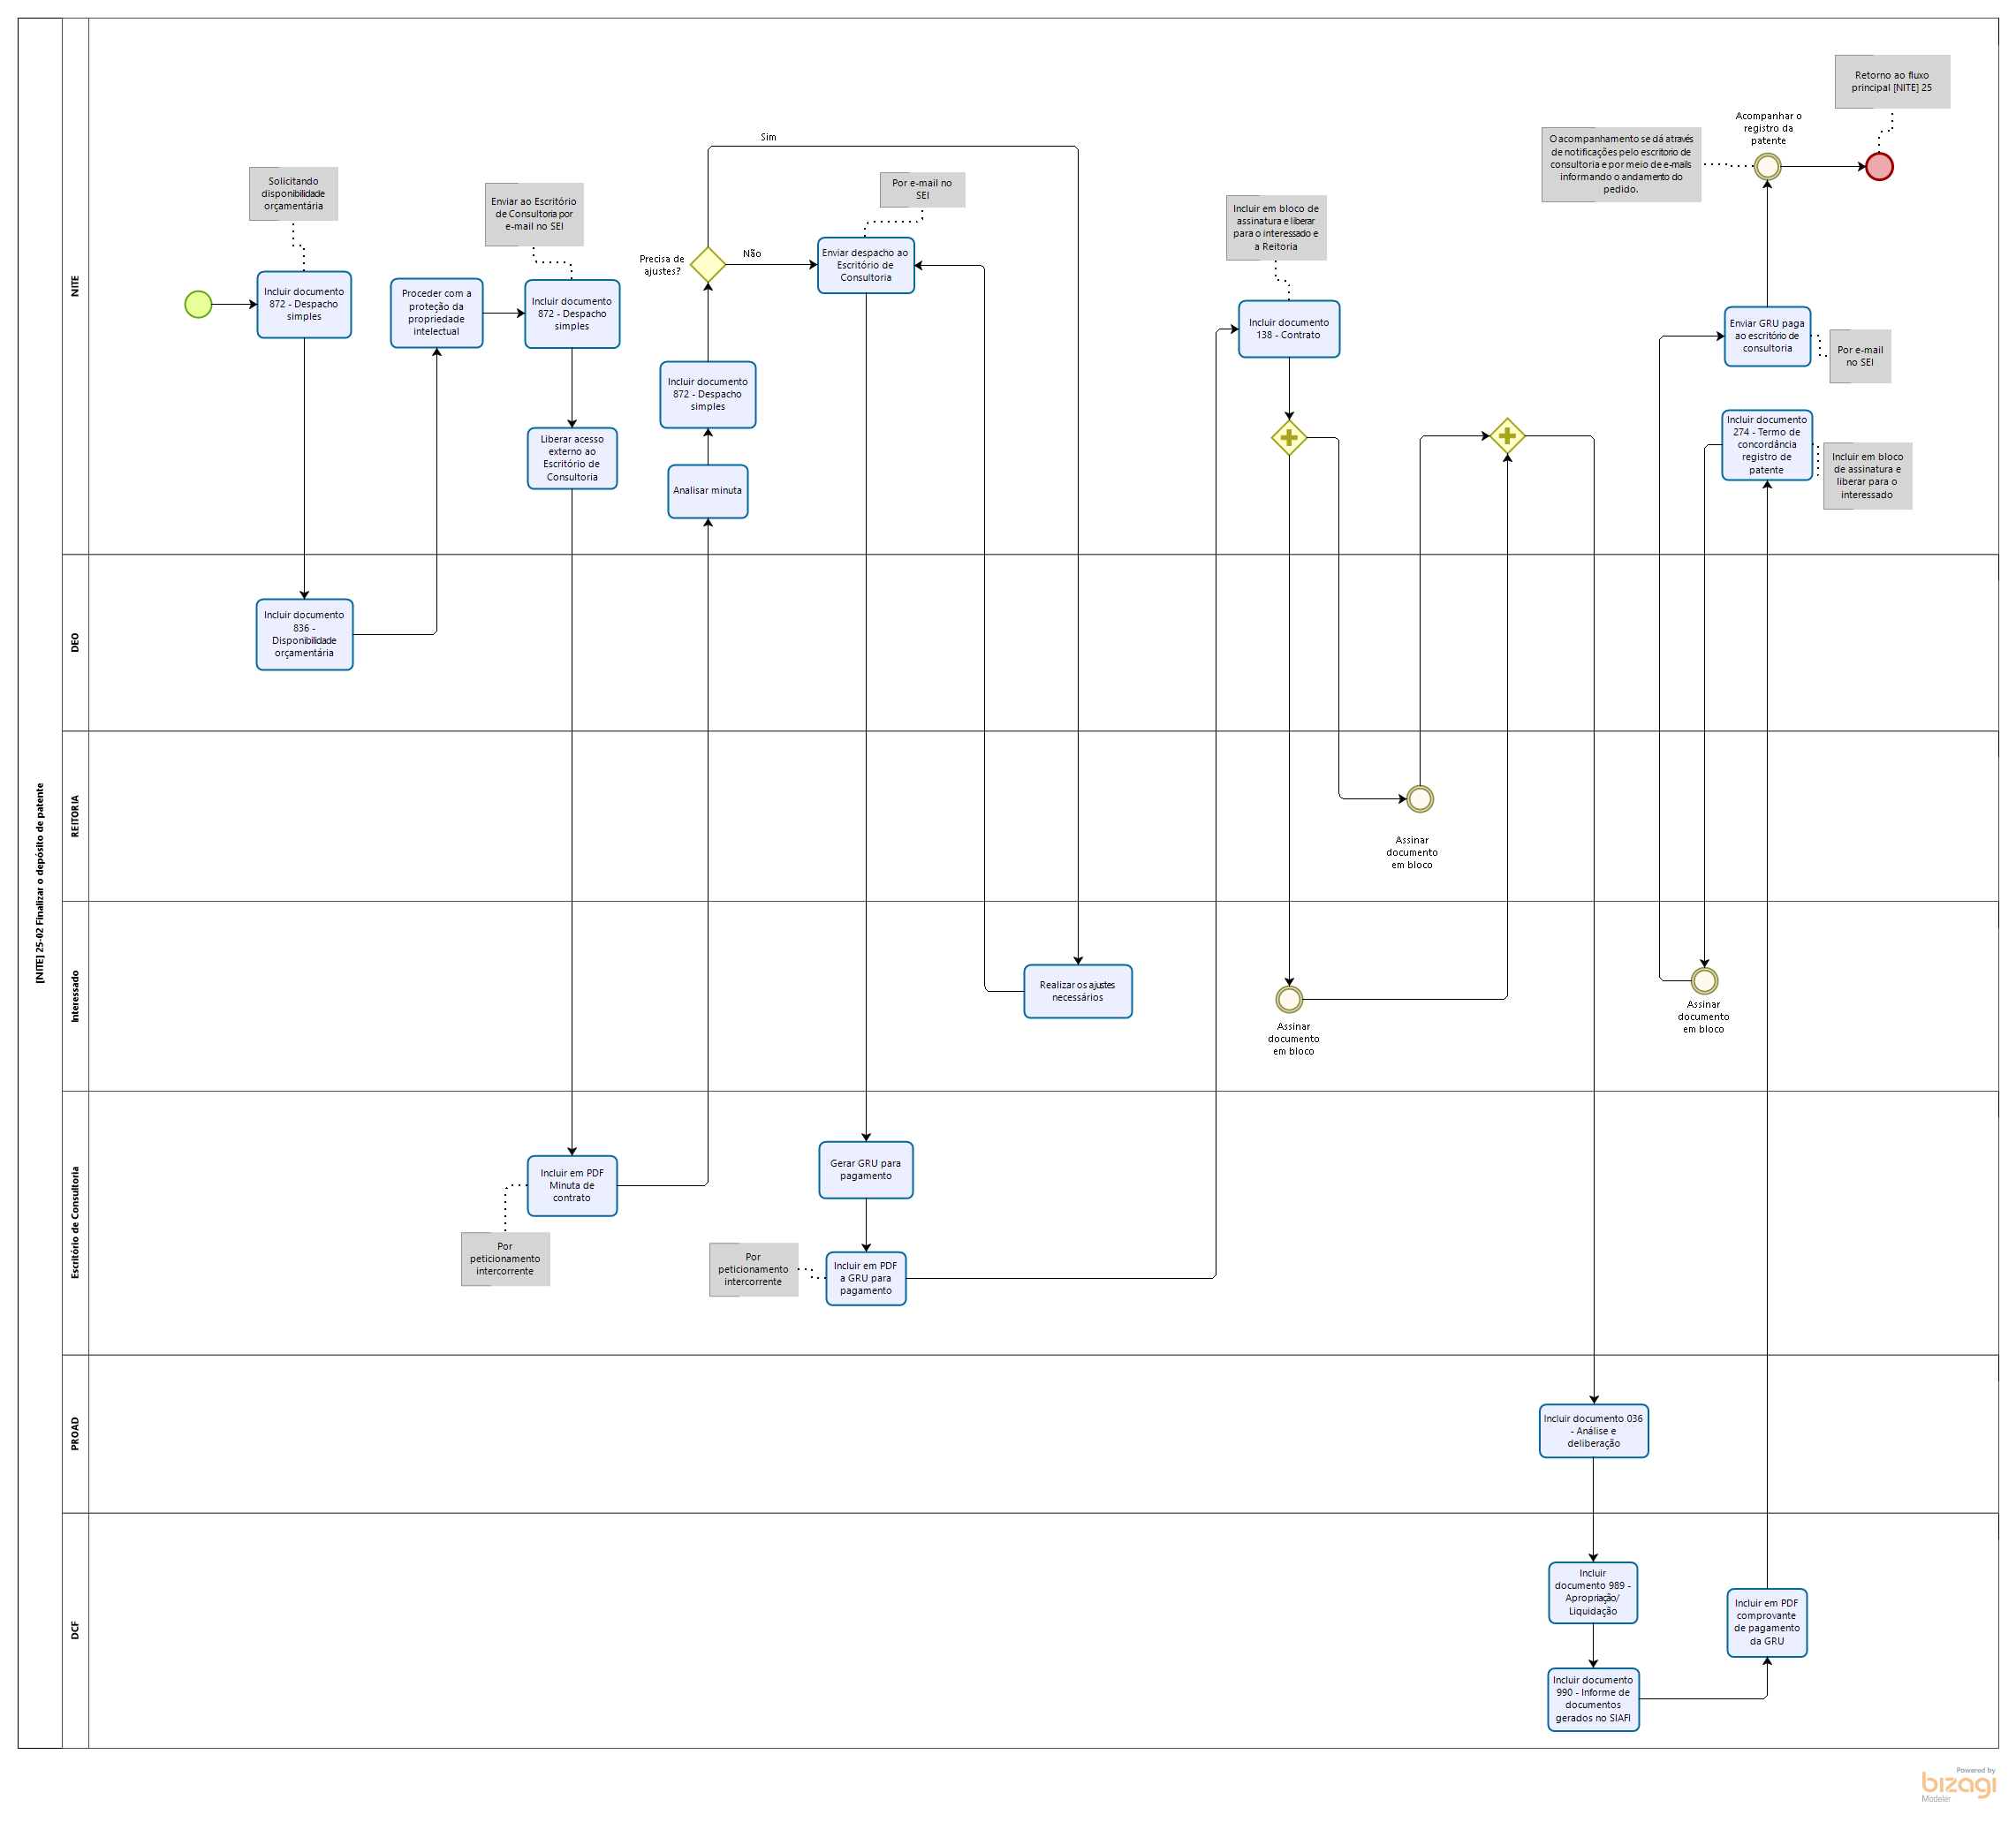 [NITE] 25-02 Finalizar o depósito de patente
NITE
Solicitando
disponibilidade
orçamentária
Incluir documento
872 - Despacho
simples
Proceder com a
proteção da
propriedade
intelectual
Enviar ao Escritório
de Consultoria por
e-mail no SEI
Incluir documento
872 - Despacho
simples
Liberar acesso
externo ao
Escritório de
Consultoria
Analisar minuta
Incluir documento
872 - Despacho
simples
Precisa de
ajustes?
Sim
Não
Por e-mail no
SEI
Enviar despacho ao
Escritório de
Consultoria
Incluir em bloco de
assinatura e liberar
para o interessado e
a Reitoria
Incluir documento
138 - Contrato
Retorno ao fluxo
principal [NITE] 25
Acompanhar o
registro da
patente
O acompanhamento se dá através
de notificações pelo escritorio de
consultoria e por meio de e-mails
informando o andamento do
pedido.
Enviar GRU paga
ao escritório de
consultoria
Por e-mail
no SEI
Incluir documento
274 - Termo de
concordância
registro de
patente
Incluir em bloco
de assinatura e
liberar para o
interessado
DEO
Incluir documento
836 -
Disponibilidade
orçamentária
REITORIA
Assinar
documento
em bloco
Interessado
Realizar os ajustes
necessários
Assinar
documento
em bloco
Assinar
documento
em bloco
Escritório de Consultoria
Incluir em PDF
Minuta de
contrato
Por
peticionamento
intercorrente
Gerar GRU para
pagamento
Por
peticionamento
intercorrente
Incluir em PDF
a GRU para
pagamento
PROAD
Incluir documento 036
- Análise e
deliberação
DCF
Incluir
documento 989 -
Apropriação/
Liquidação
Incluir documento
990 - Informe de
documentos
gerados no SIAFI
Incluir em PDF
comprovante
de pagamento
da GRU
Powered by
bizagi
Modeler